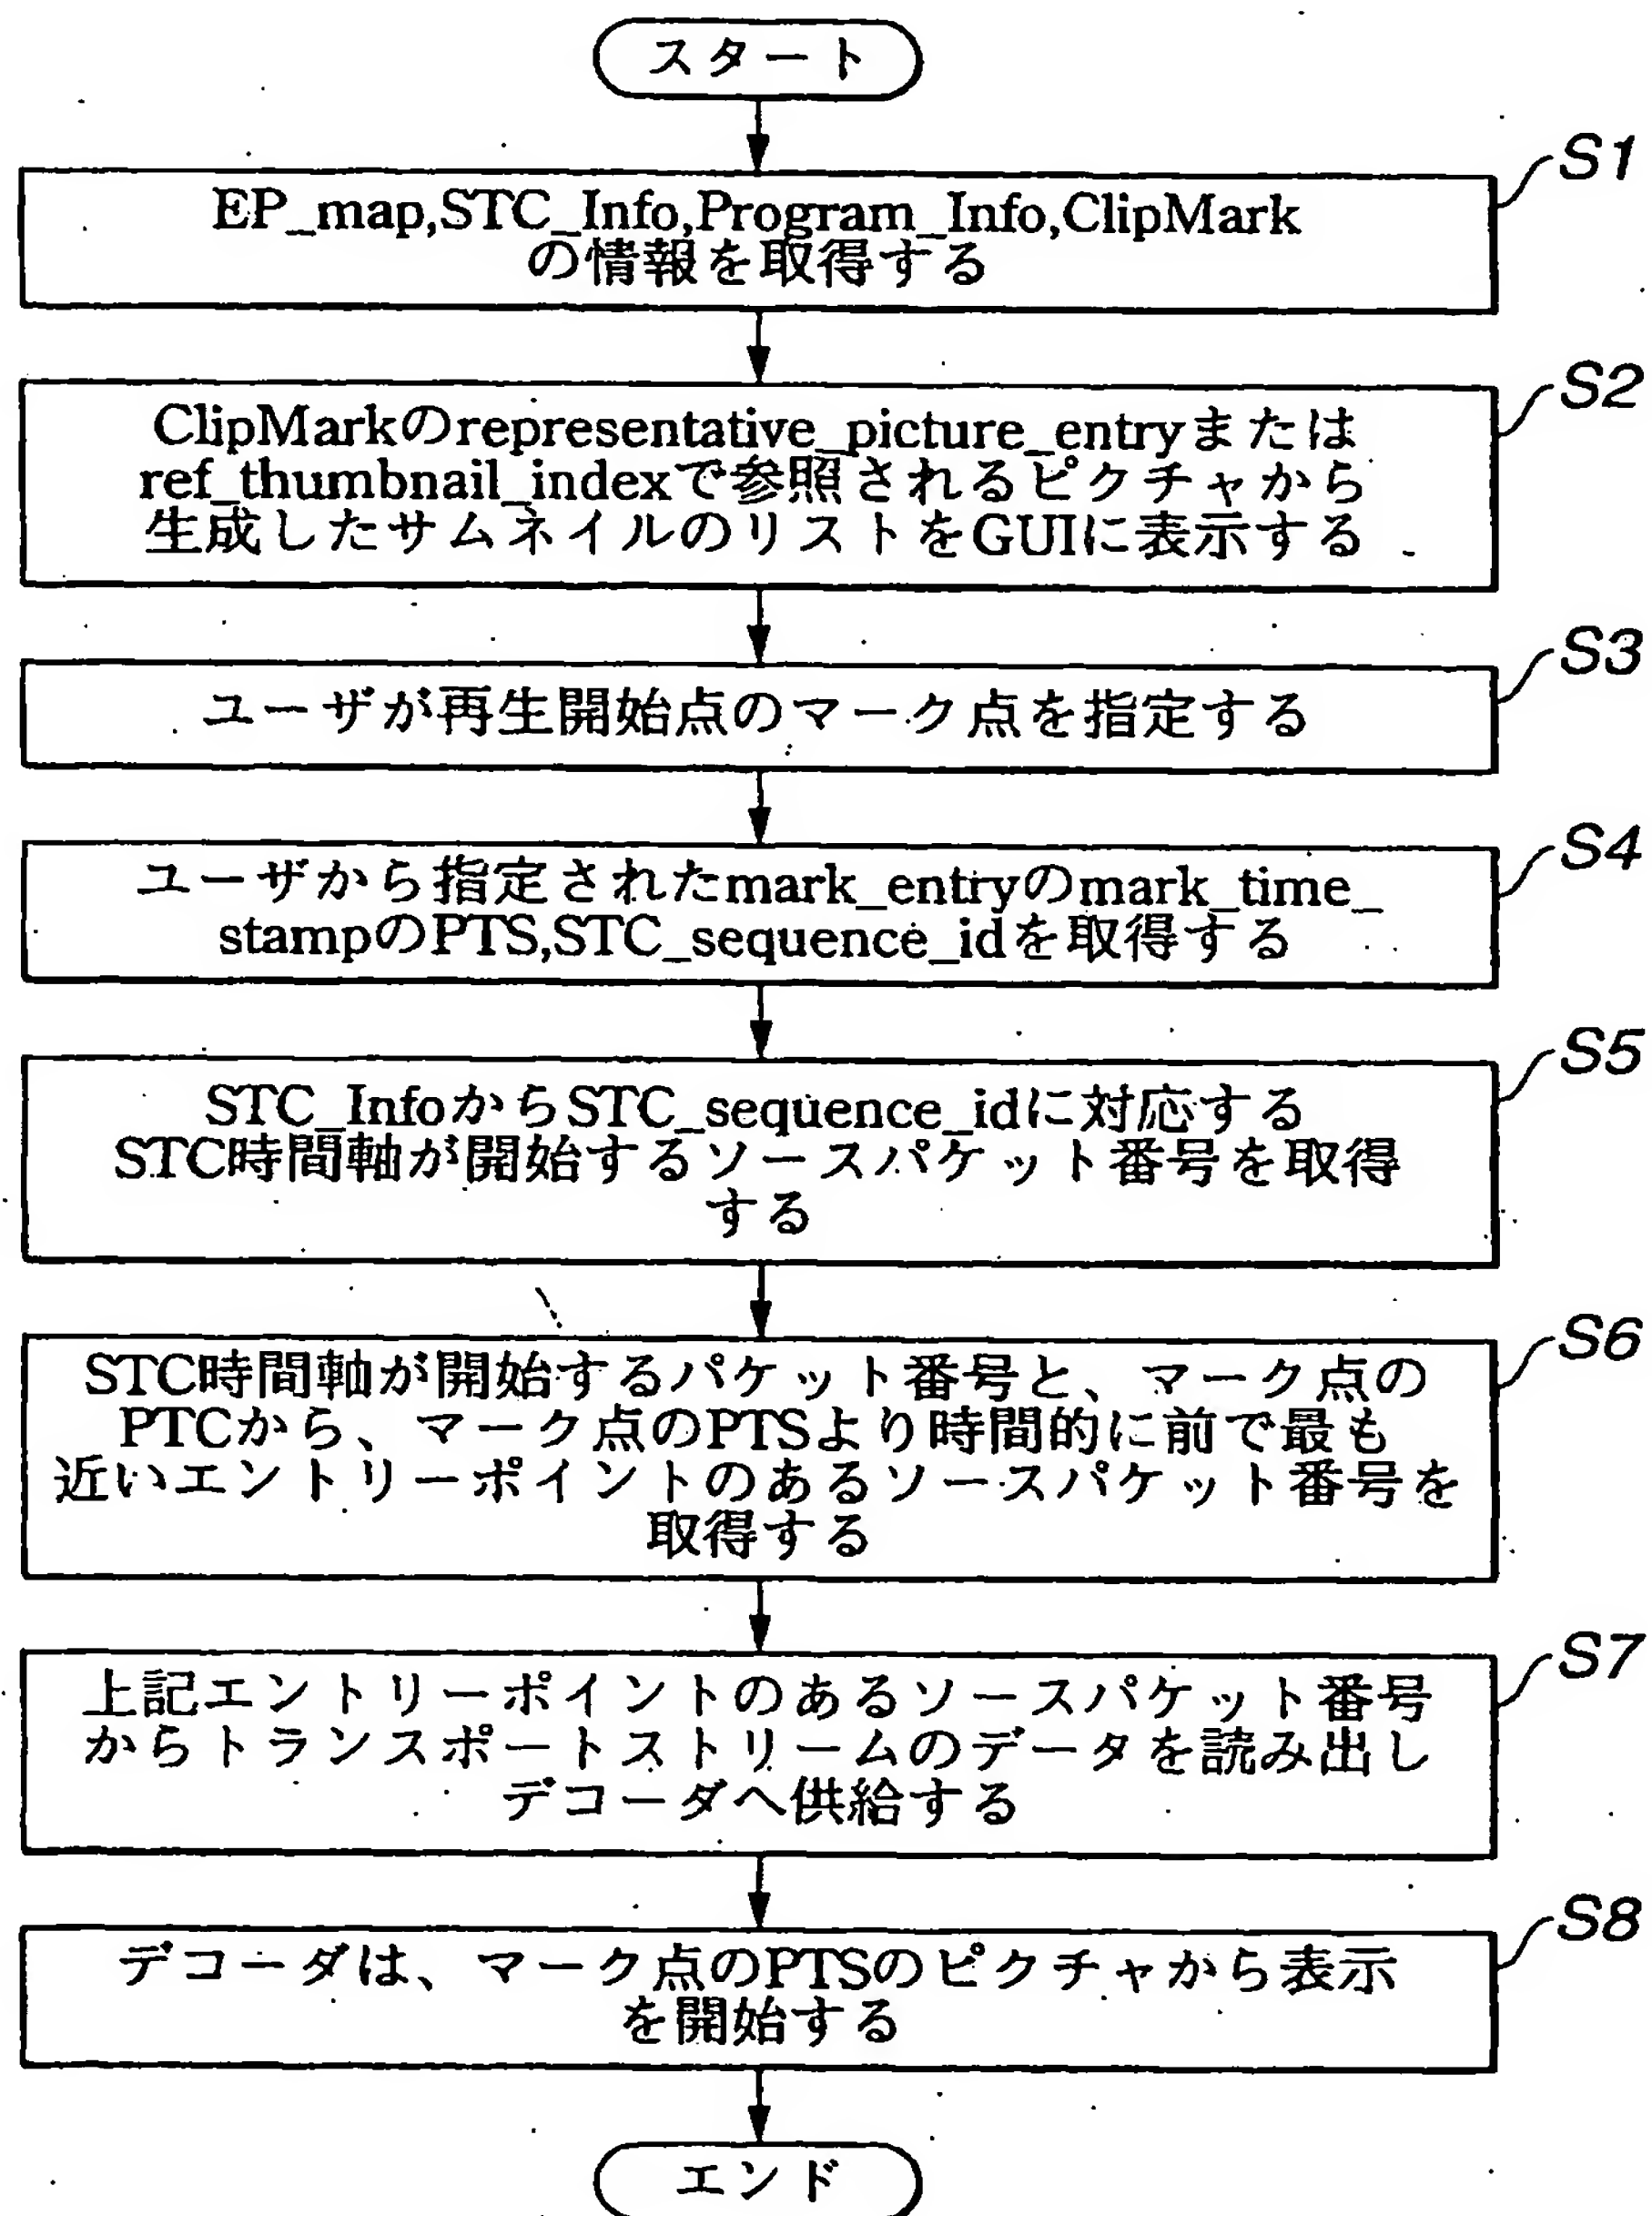 スタート
S1
EP_map,STC_Info,Program_Info,ClipMark
の情報を取得する
S2
ClipMarkのrepresentative_picture_entryまたは
ref_thumbnail_indexで参照されるピクチャから
生成したサムネイルのリストをGUIに表示する
S3
ユーザが再生開始点のマーク点を指定する
S4
ユーザから指定されたmark_entryのmark_time_
stampのPTS,STC_sequence_idを取得する
S5
STC_InfoからSTC_sequence_idに対応する
STC時間軸が開始するソースパケット番号を取得
する
S6
STC時間軸が開始するパケット番号と、マーク点の
PTCから、マーク点のPTSより時間的に前で最も
近いエントリーポイントのあるソースパケット番号を
取得する
S7
上記エントリーポイントのあるソースパケット番号
からトランスポートストリームのデータを読み出し
デコーダへ供給する
S8
デコーダは、マーク点のPTSのピクチャから表示
を開始する
エンド